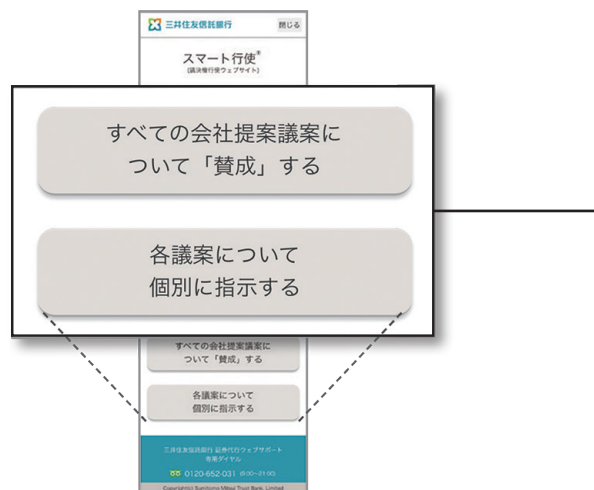 三井住友信託銀行
閉じる
スマート行使®
(議決権行使ウェブサイト)
すべての会社提案議案に
ついて「賛成」する
各議案について
個別に指示する
すべての会社提案議案に
ついて「賛成」する
各議案について
個別に指示する
三井住友信託銀行 証券代行ウェブサポート
専用ダイヤル
0120-652-031 (9:00~21:00)
Copyright(c) Sumitomo Mitsui Trust Bank, Limited